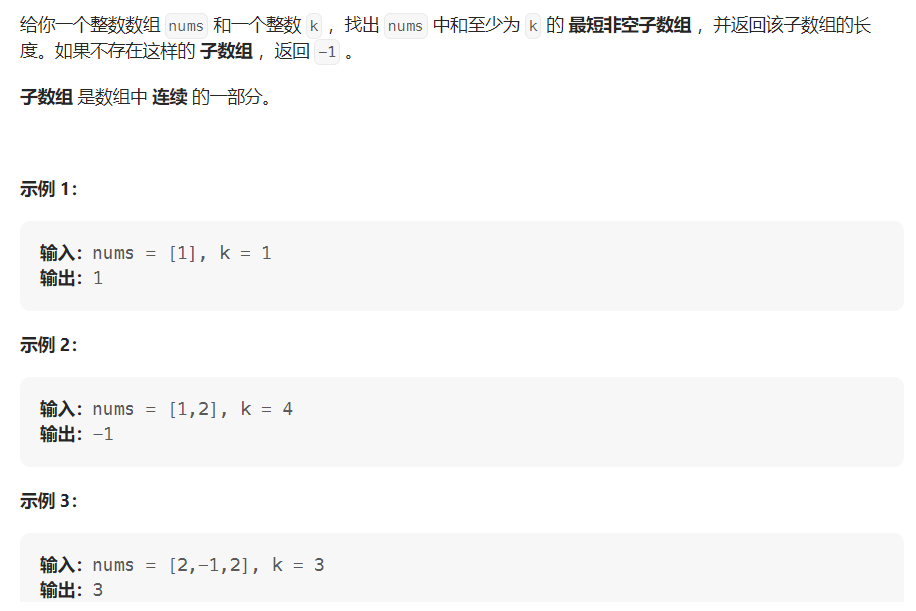 给你一个整数数组 nums 和一个整数 k ，找出 nums 中和至少为 k 的 最短非空子数组 ，并返回该子数组的长
度。如果不存在这样的 子数组 ，返回 -1 。
子数组 是数组中 连续 的一部分。
示例 1：
输入：nums = [1], k = 1
输出：1
示例 2：
输入：nums = [1,2], k = 4
输出：-1
示例 3：
输入：nums = [2,-1,2], k = 3
输出：3